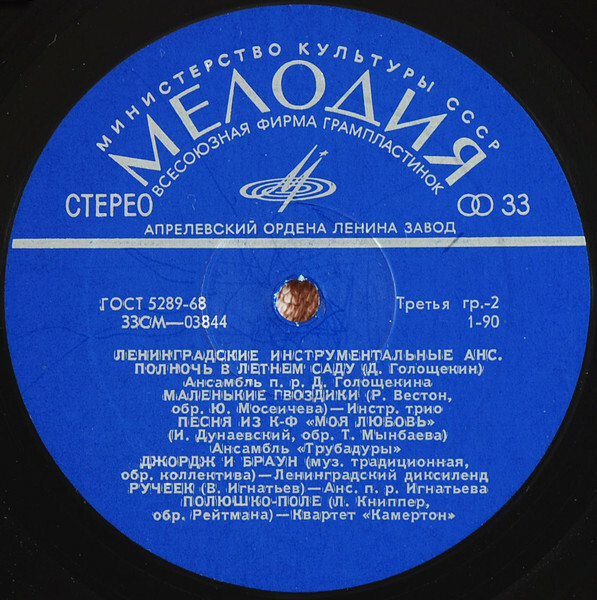 МИНИСТЕРСТВО КУЛЬТУРЫ СССР
МЕЛОДИЯ
ВСЕСОЮЗНАЯ ФИРМА ГРАМПЛАСТИНОК
СТЕРЕО
33
АПРЕЛЕВСКИЙ ОРДЕНА ЛЕНИНА ЗАВОД
ГОСТ 5289-68
Третья гр.-2
33СМ—03844
1-90
ЛЕНИНГРАДСКИЕ ИНСТРУМЕНТАЛЬНЫЕ АНС.
ПОЛНОЧЬ В ЛЕТНЕМ САДУ (Д. Голощекин)
Ансамбль п. р. Д. Голощекина
МАЛЕНЬКИЕ ГВОЗДИКИ (Р. Вестон,
обр. Ю. Мосеичева)—Инстр. трио
ПЕСНЯ ИЗ К-Ф «МОЯ ЛЮБОВЬ»
(И. Дунаевский, обр. Т. Мынбаева)
Ансамбль «Трубадуры»
ДЖОРДЖ И БРАУН (муз. традиционная,
обр. коллектива)—Ленинградский диксиленд
РУЧЕЕК (В. Игнатьев)—Анс. п. р. Игнатьева
ПОЛЮШКО-ПОЛЕ (Л. Книппер,
обр. Рейтмана)—Квартет «Камертон»